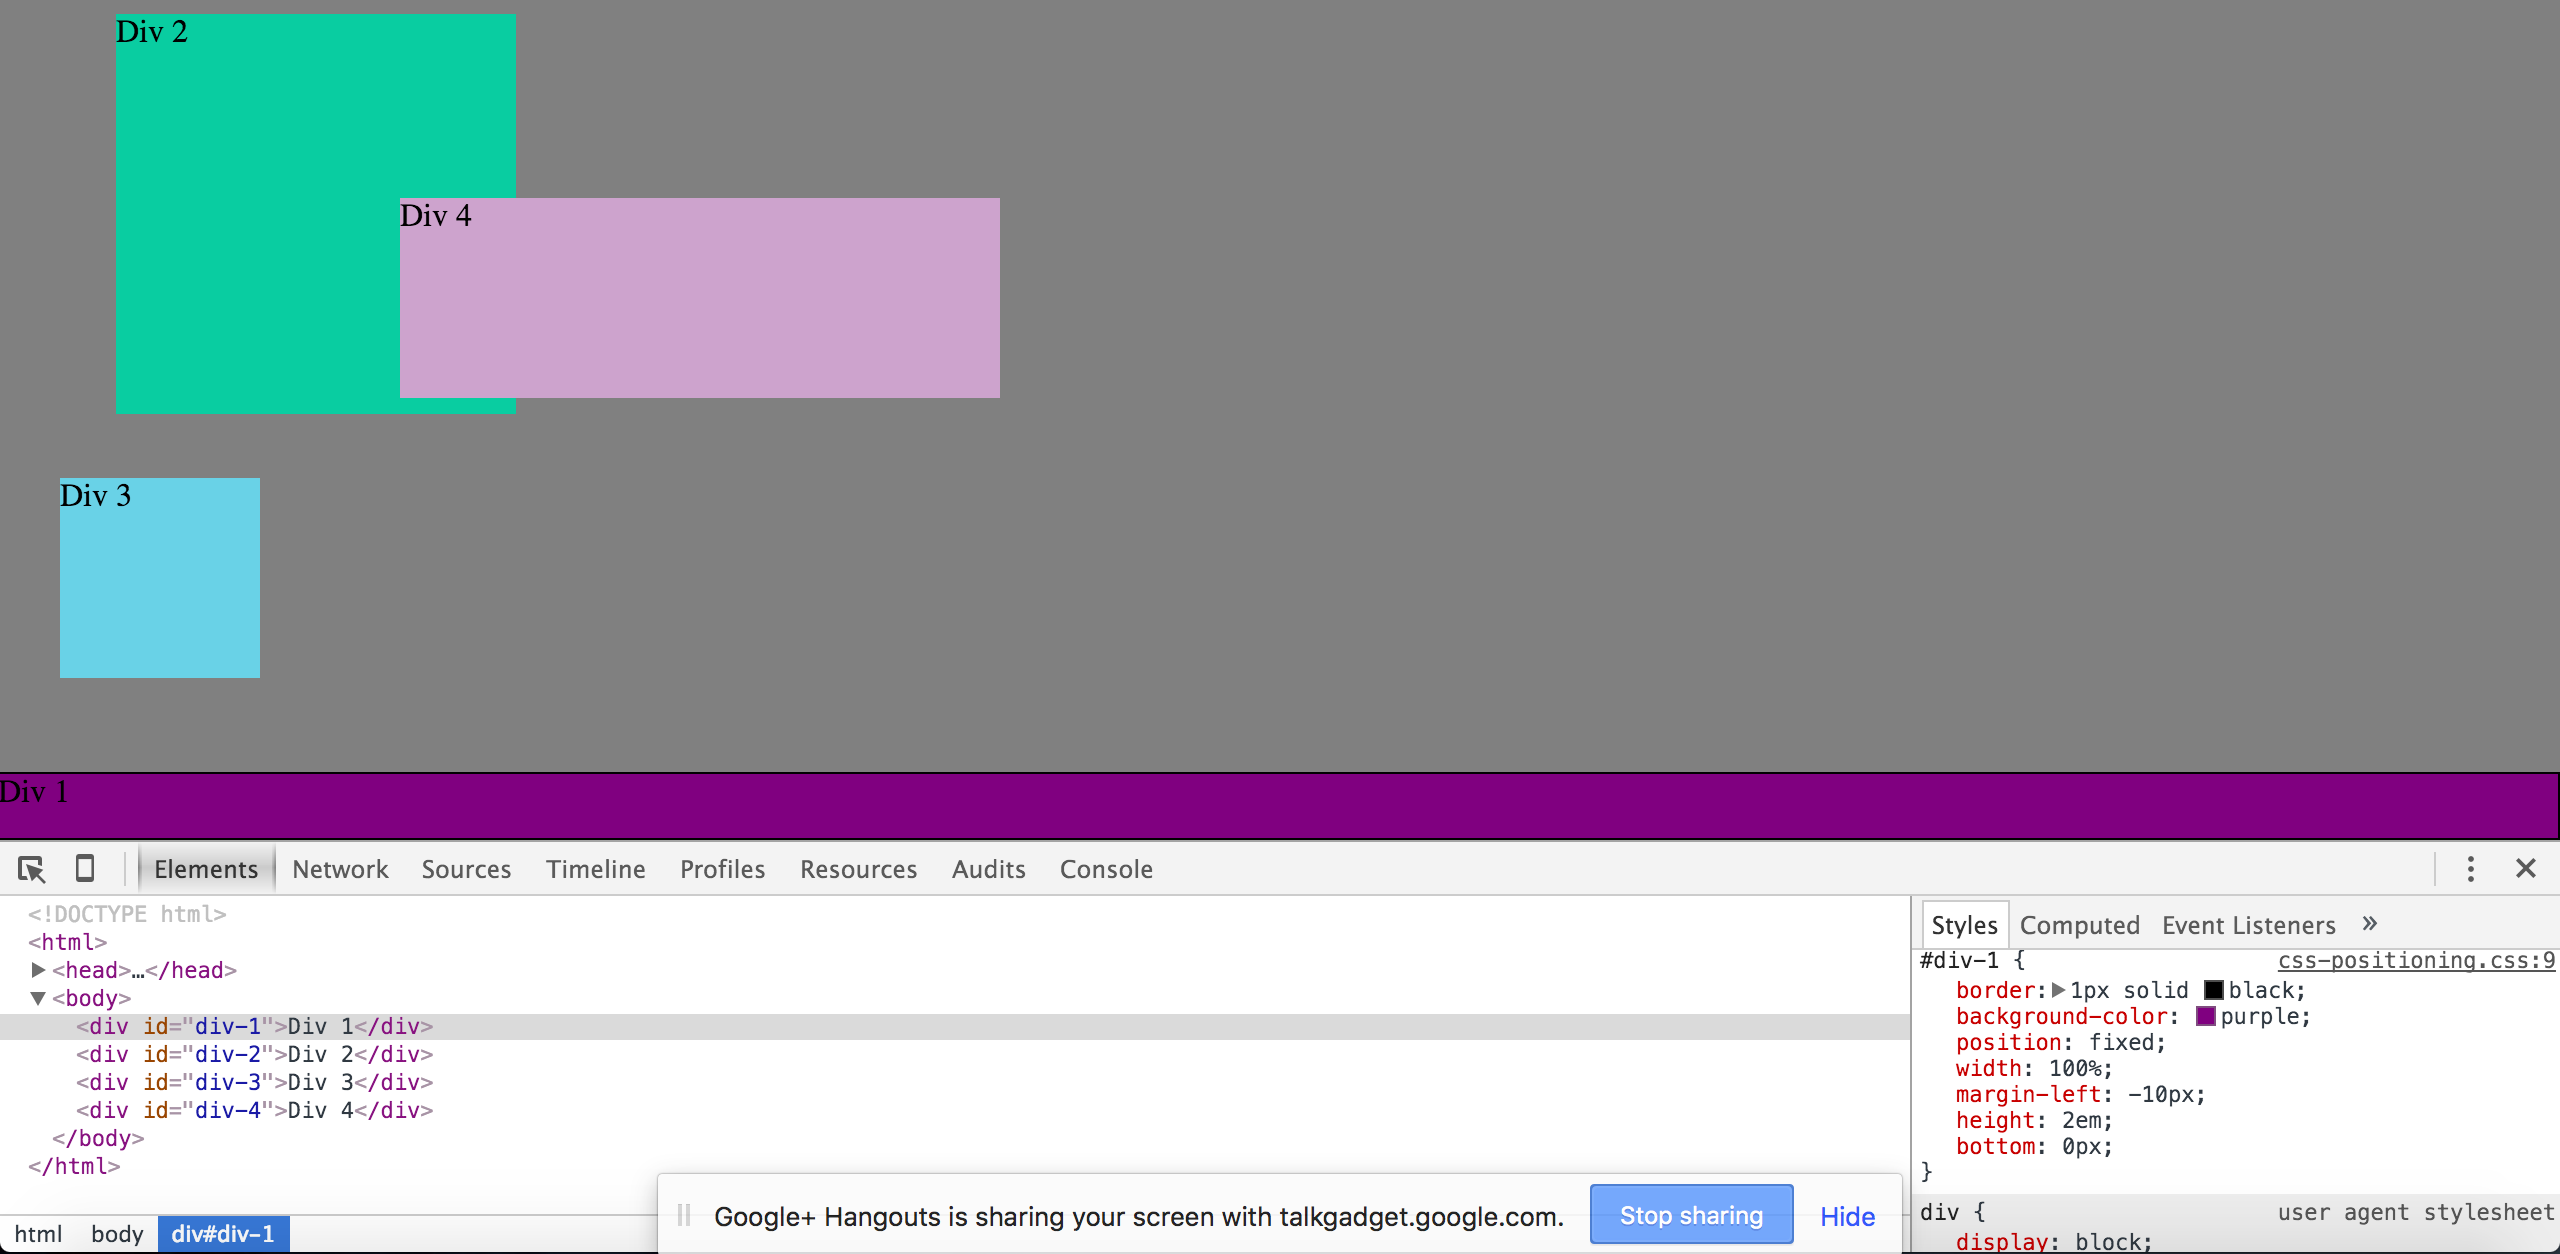 Div 2
Div 4
Div 3
Div 1
Elements Network Sources Timeline Profiles Resources Audits Console
<!DOCTYPE html>
<html>
<head>…</head>
<body>
<div id="div-1">Div 1</div>
<div id="div-2">Div 2</div>
<div id="div-3">Div 3</div>
<div id="div-4">Div 4</div>
</body>
</html>
html body div#div-1
Styles Computed Event Listeners »
#div-1 { css-positioning.css:9
border: 1px solid black;
background-color: purple;
position: fixed;
width: 100%;
margin-left: -10px;
height: 2em;
bottom: 0px;
}
div { user agent stylesheet
display: block;
Google+ Hangouts is sharing your screen with talkgadget.google.com. Stop sharing Hide